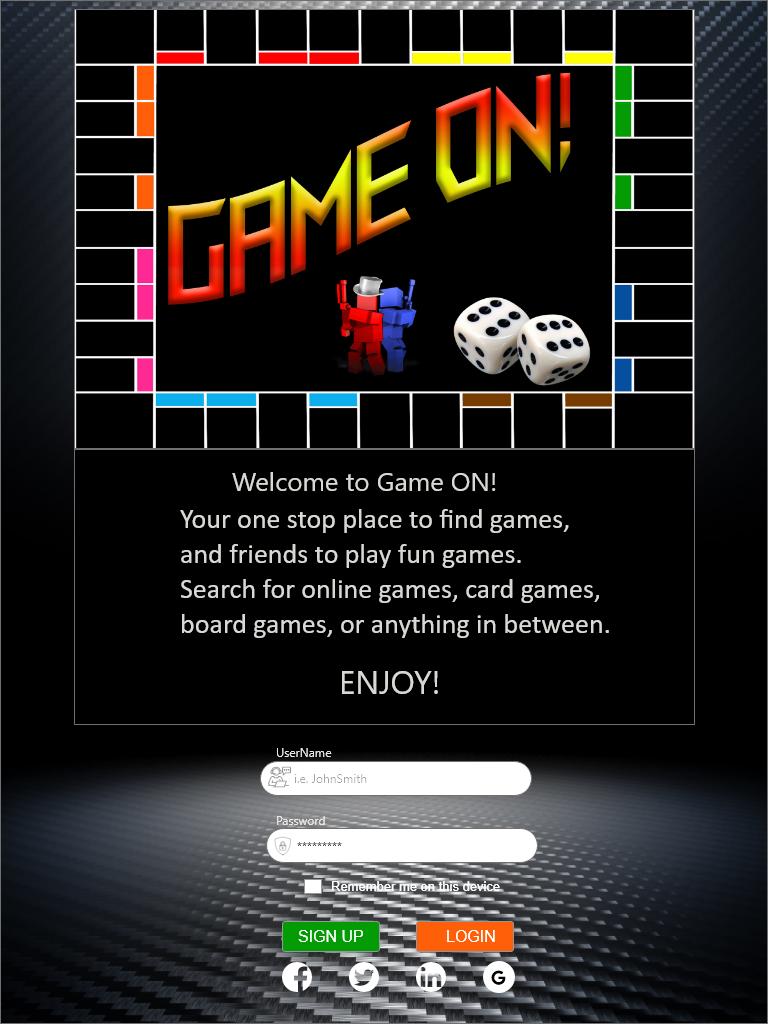 GAME ON!
Welcome to Game ON!
Your one stop place to find games,
and friends to play fun games.
Search for online games, card games,
board games, or anything in between.
ENJOY!
UserName
i.e. JohnSmith
Password
*********
Remember me on this device
SIGN UP
LOGIN
f
in
G